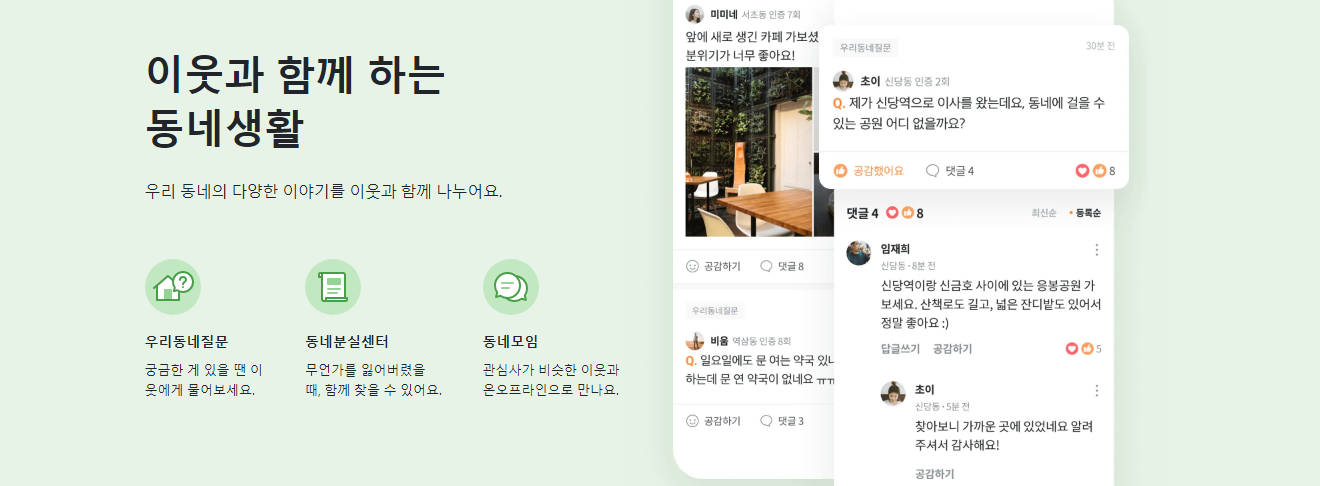 이웃과 함께 하는
동네생활
우리 동네의 다양한 이야기를 이웃과 함께 나누어요.
우리동네질문
궁금한 게 있을 땐 이
웃에게 물어보세요.
동네분실센터
무언가를 잃어버렸을
때, 함께 찾을 수 있어요.
동네모임
관심사가 비슷한 이웃과
온오프라인으로 만나요.
미미네 서초동 인증 7회
앞에 새로 생긴 카페 가보셨
분위기가 너무 좋아요!
공감하기 댓글 8
우리동네질문
비움 역삼동 인증 8회
Q. 일요일에도 문 여는 약국 있나
하는데 문 연 약국이 없네요 ㅠㅠ
공감하기 댓글 3
우리동네질문 30분 전
초이 신당동 인증 2회
Q. 제가 신당역으로 이사를 왔는데요, 동네에 걸을 수
있는 공원 어디 없을까요?
공감했어요 댓글 4 8
댓글 4 8 최신순 • 등록순
임재희
신당동 · 8분 전
신당역이랑 신금호 사이에 있는 응봉공원 가
보세요. 산책로도 길고, 넓은 잔디밭도 있어서
정말 좋아요 :)
답글쓰기 공감하기 5
초이
신당동 · 5분 전
찾아보니 가까운 곳에 있었네요 알려
주셔서 감사해요!
공감하기